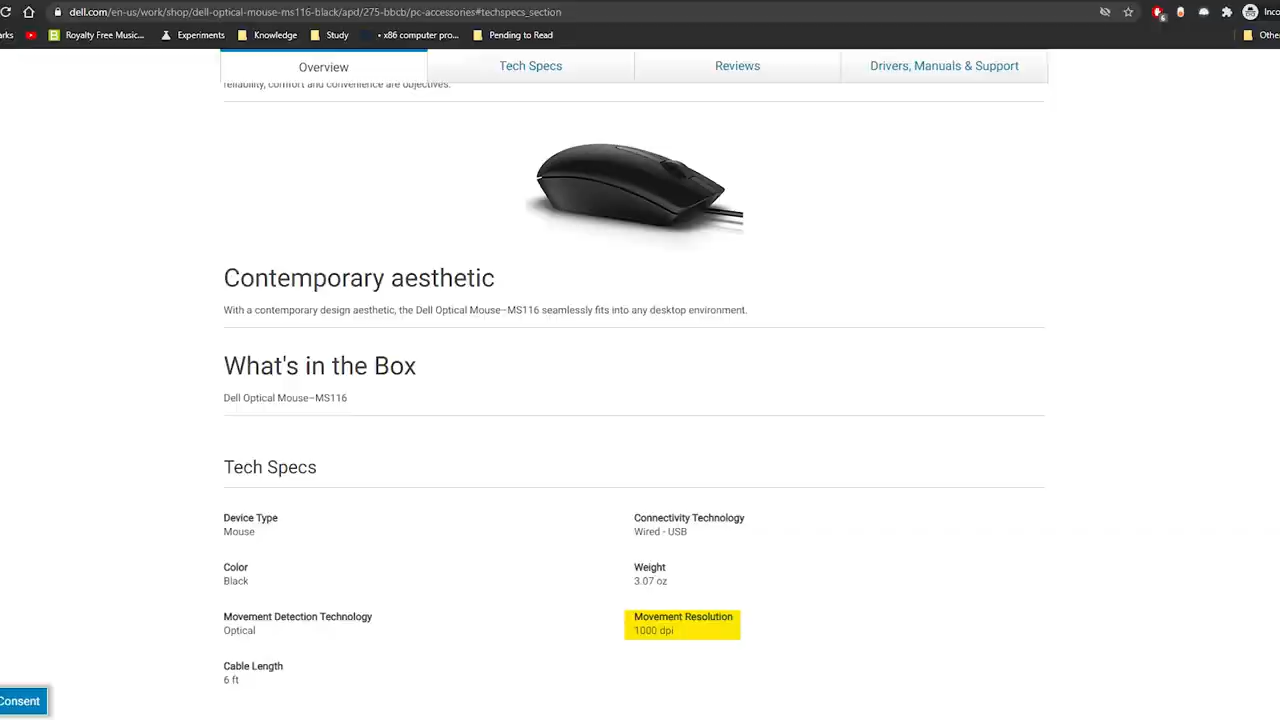 dell.com/en-us/work/shop/dell-optical-mouse-ms116-black/apd/275-bbcb/pc-accessories#techspecs_section
6
Inco
arks
Royalty Free Music...
Experiments
Knowledge
Study
• x86 computer pro...
Pending to Read
Other
Overview
Tech Specs
Reviews
Drivers, Manuals & Support
reliability, comfort and convenience are objectives.
Contemporary aesthetic
With a contemporary design aesthetic, the Dell Optical Mouse–MS116 seamlessly fits into any desktop environment.
What's in the Box
Dell Optical Mouse–MS116
Tech Specs
Device Type
Mouse
Connectivity Technology
Wired - USB
Color
Black
Weight
3.07 oz
Movement Detection Technology
Optical
Movement Resolution
1000 dpi
Cable Length
6 ft
Consent